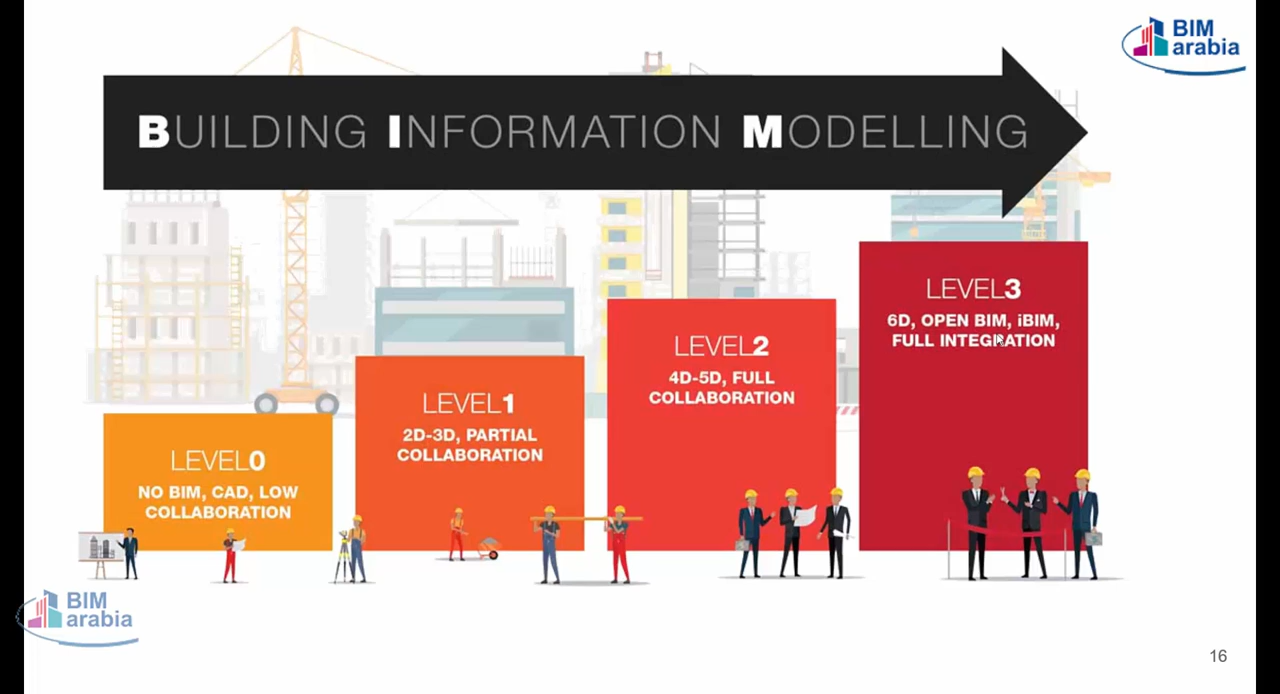 BIM
arabia
BUILDING INFORMATION MODELLING
LEVEL0
NO BIM, CAD, LOW
COLLABORATION
LEVEL1
2D-3D, PARTIAL
COLLABORATION
LEVEL2
4D-5D, FULL
COLLABORATION
LEVEL3
6D, OPEN BIM, iBIM,
FULL INTEGRATION
BIM
arabia
16